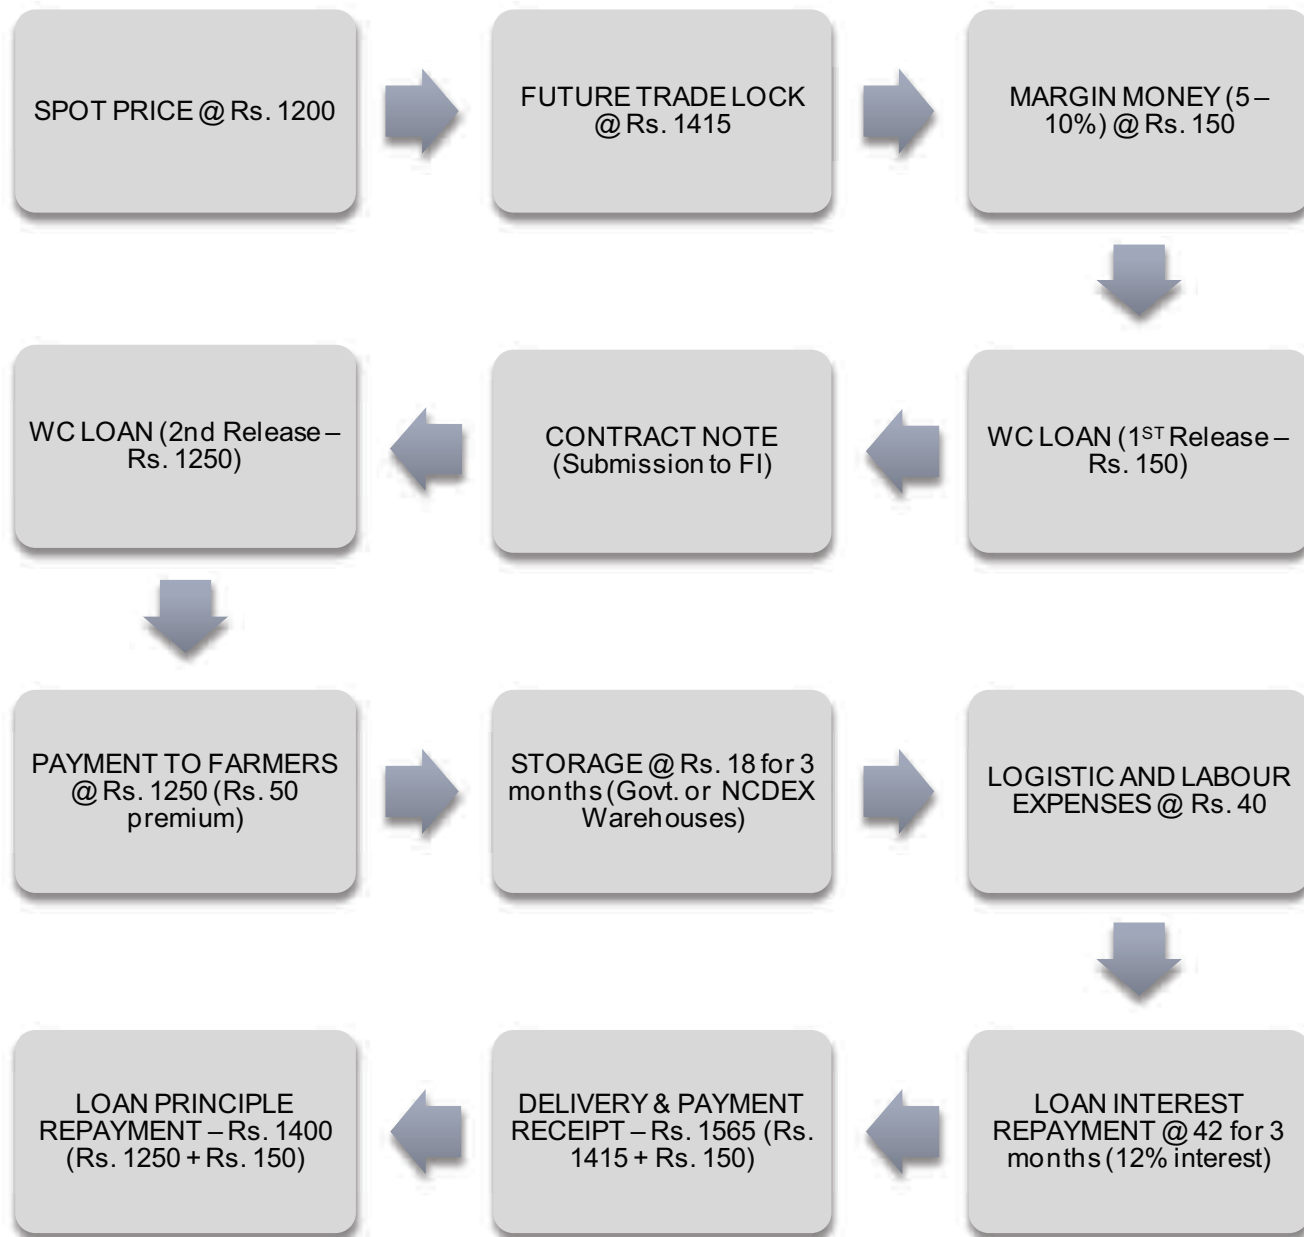 SPOT PRICE @ Rs. 1200
FUTURE TRADE LOCK
@ Rs. 1415
MARGIN MONEY (5 –
10%) @ Rs. 150
WC LOAN (1ST Release –
Rs. 150)
CONTRACT NOTE
(Submission to FI)
WC LOAN (2nd Release –
Rs. 1250)
PAYMENT TO FARMERS
@ Rs. 1250 (Rs. 50
premium)
STORAGE @ Rs. 18 for 3
months (Govt. or NCDEX
Warehouses)
LOGISTIC AND LABOUR
EXPENSES @ Rs. 40
LOAN INTEREST
REPAYMENT @ 42 for 3
months (12% interest)
DELIVERY & PAYMENT
RECEIPT – Rs. 1565 (Rs.
1415 + Rs. 150)
LOAN PRINCIPLE
REPAYMENT – Rs. 1400
(Rs. 1250 + Rs. 150)